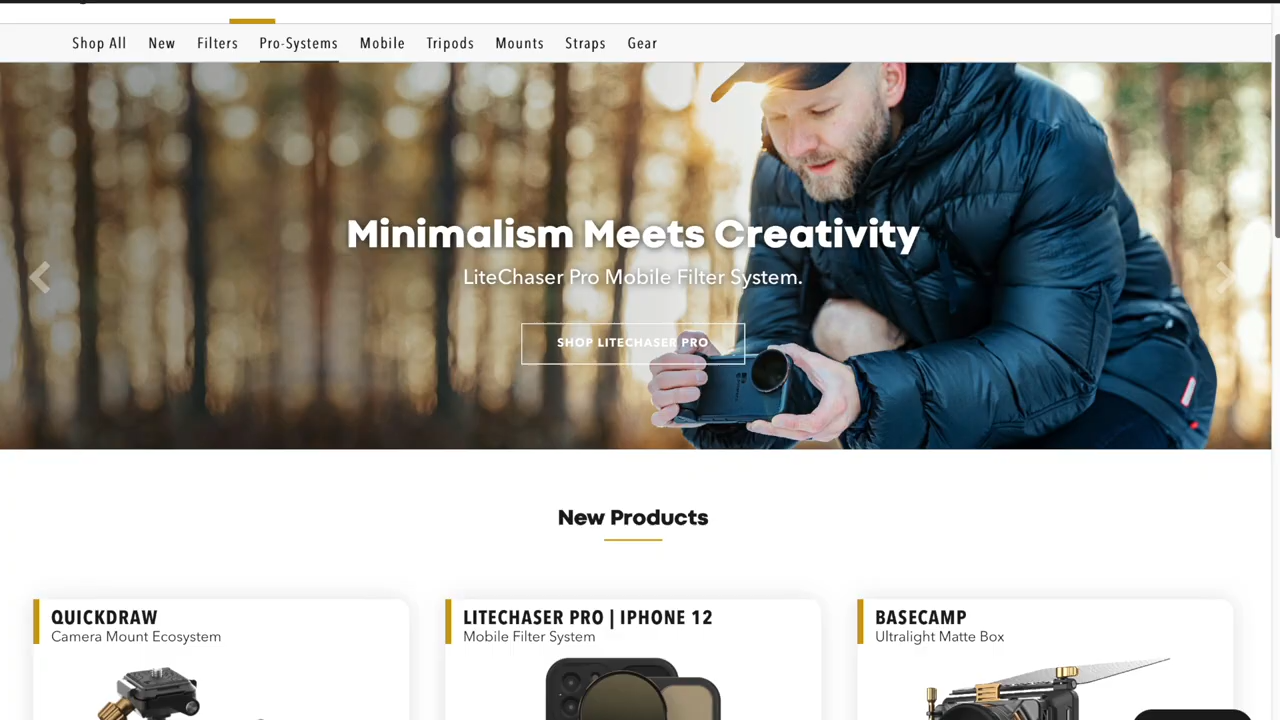 Shop All New Filters Pro-Systems Mobile Tripods Mounts Straps Gear
Minimalism Meets Creativity
LiteChaser Pro Mobile Filter System.
SHOP LITECHASER PRO
New Products
QUICKDRAW
Camera Mount Ecosystem
LITECHASER PRO | IPHONE 12
Mobile Filter System
BASECAMP
Ultralight Matte Box